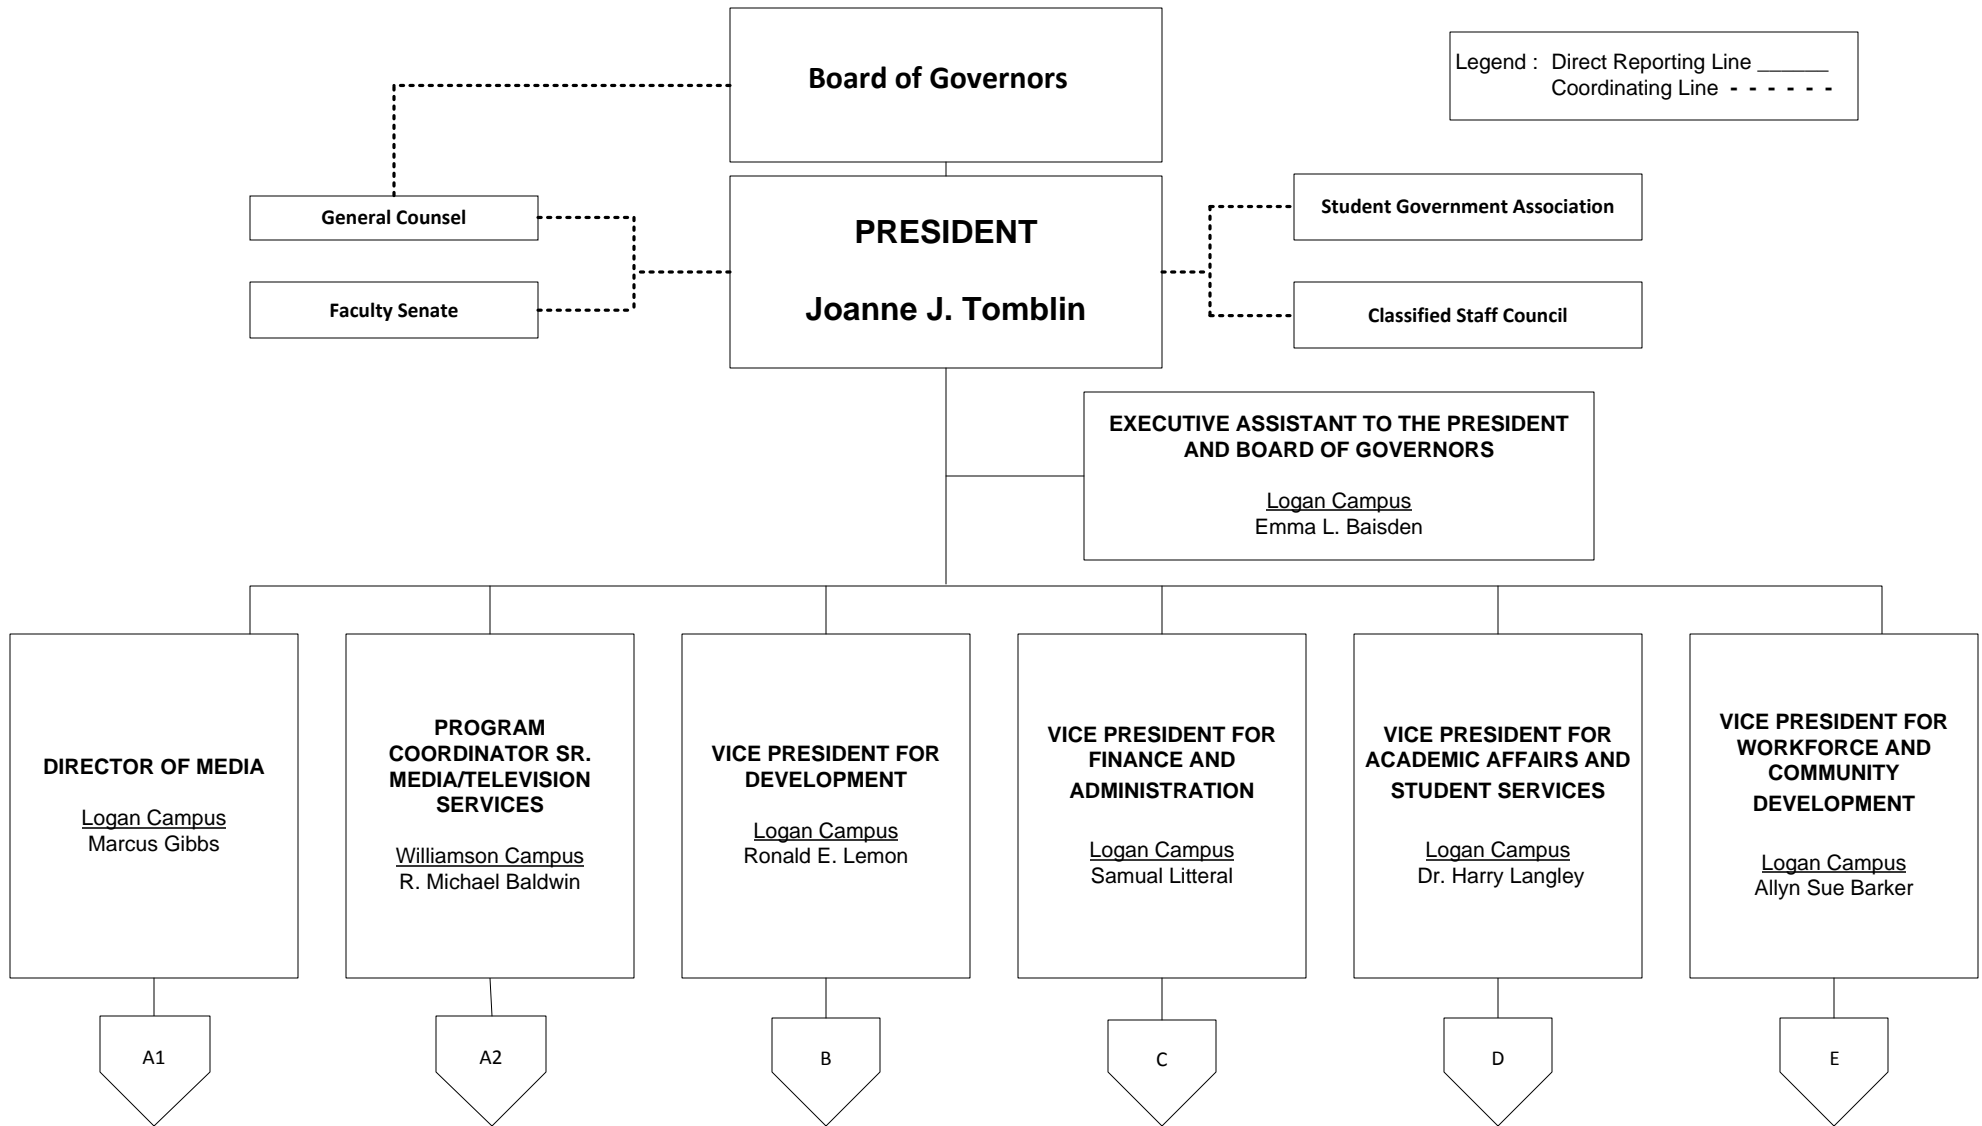 Board of Governors
Legend : Direct Reporting Line ______
Coordinating Line - - - - - -
General Counsel
Faculty Senate
PRESIDENT
Joanne J. Tomblin
Student Government Association
Classified Staff Council
EXECUTIVE ASSISTANT TO THE PRESIDENT
AND BOARD OF GOVERNORS
Logan Campus
Emma L. Baisden
DIRECTOR OF MEDIA
Logan Campus
Marcus Gibbs
PROGRAM
COORDINATOR SR.
MEDIA/TELEVISION
SERVICES
Williamson Campus
R. Michael Baldwin
VICE PRESIDENT FOR
DEVELOPMENT
Logan Campus
Ronald E. Lemon
VICE PRESIDENT FOR
FINANCE AND
ADMINISTRATION
Logan Campus
Samual Litteral
VICE PRESIDENT FOR
ACADEMIC AFFAIRS AND
STUDENT SERVICES
Logan Campus
Dr. Harry Langley
VICE PRESIDENT FOR
WORKFORCE AND
COMMUNITY
DEVELOPMENT
Logan Campus
Allyn Sue Barker
A1
A2
B
C
D
E